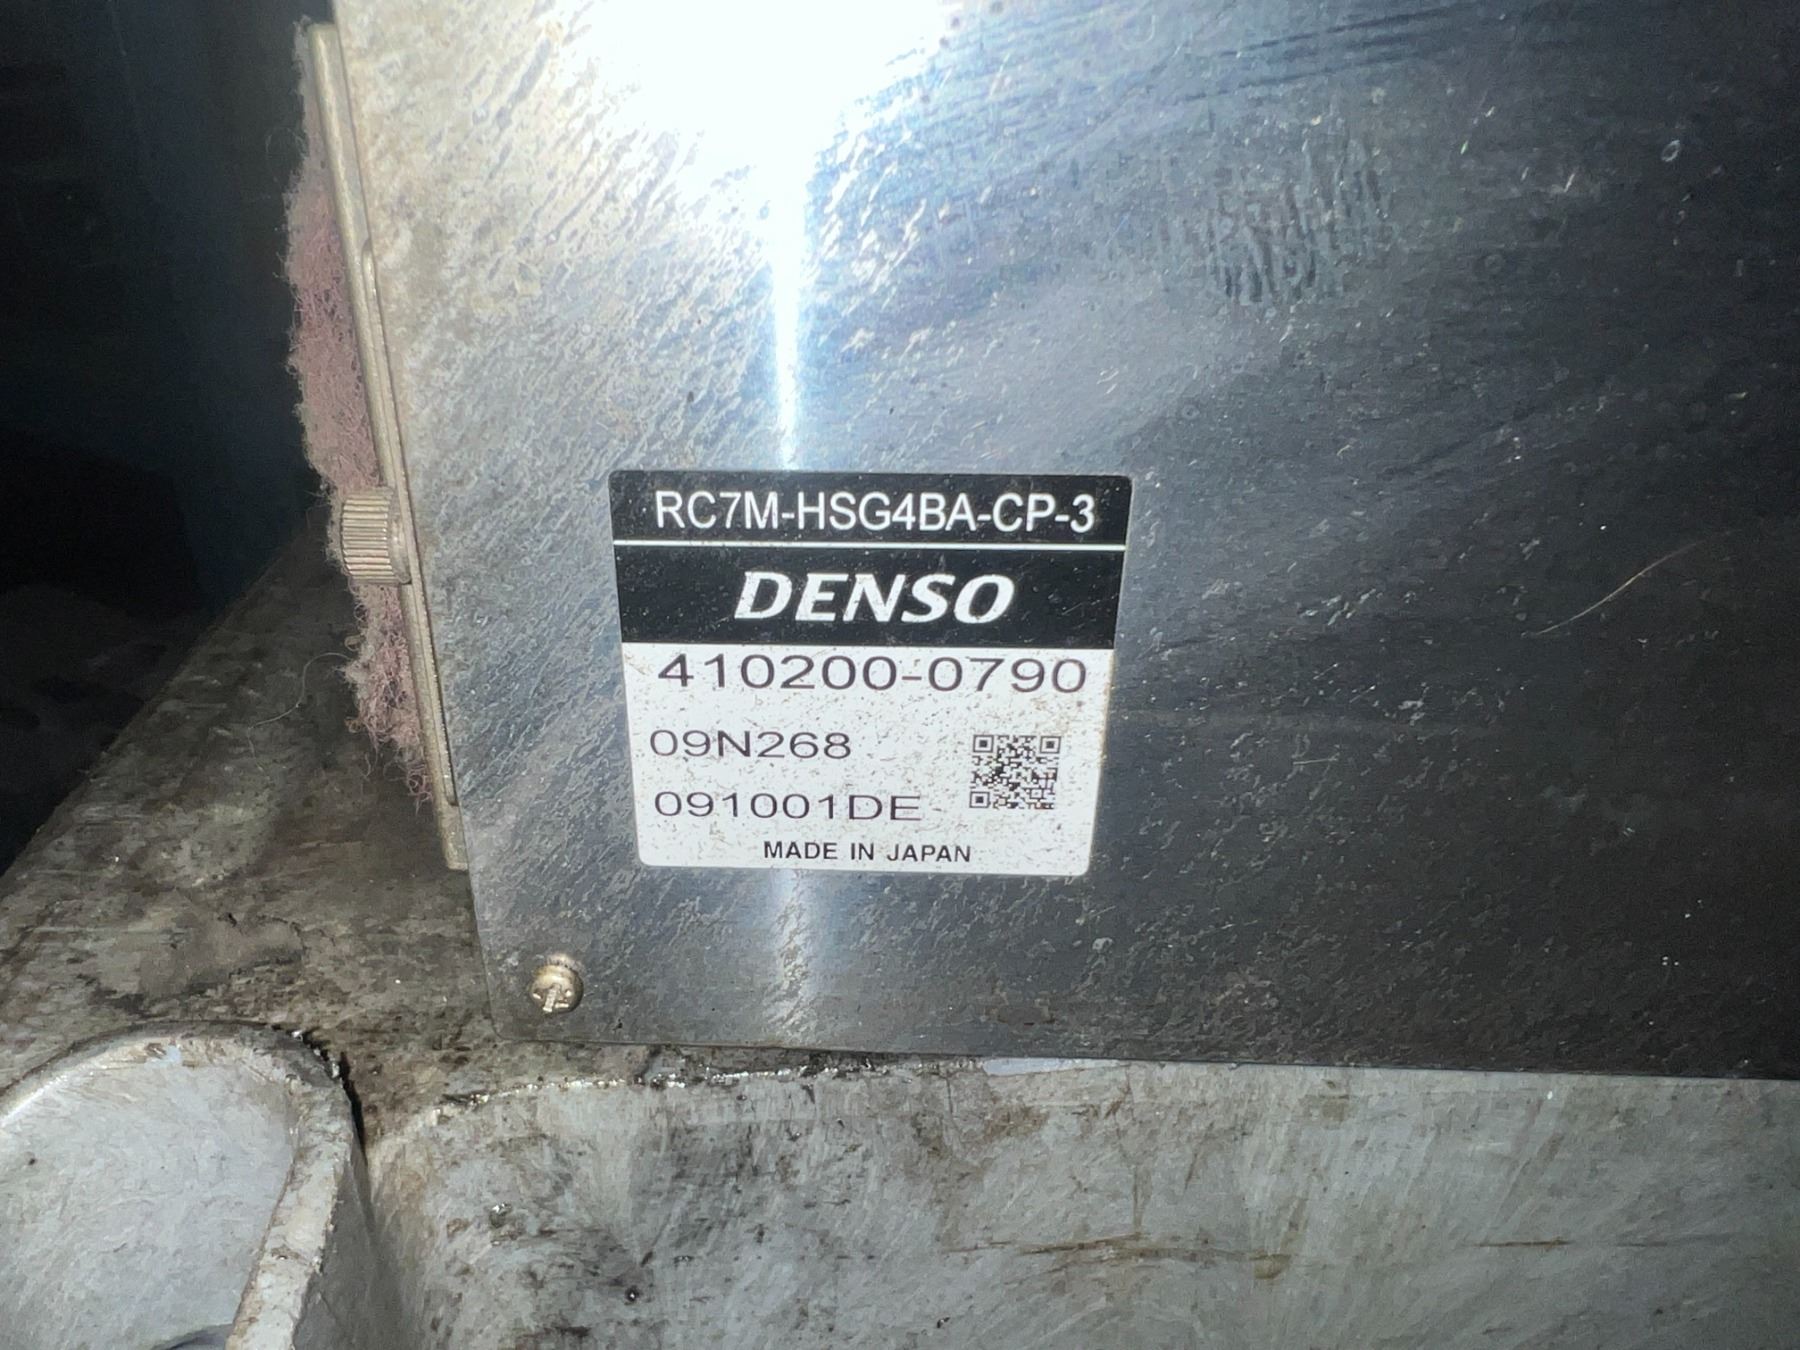 RC7M-HSG4BA-CP-3
DENSO
410200-0790
09N268
091001DE
MADE IN JAPAN